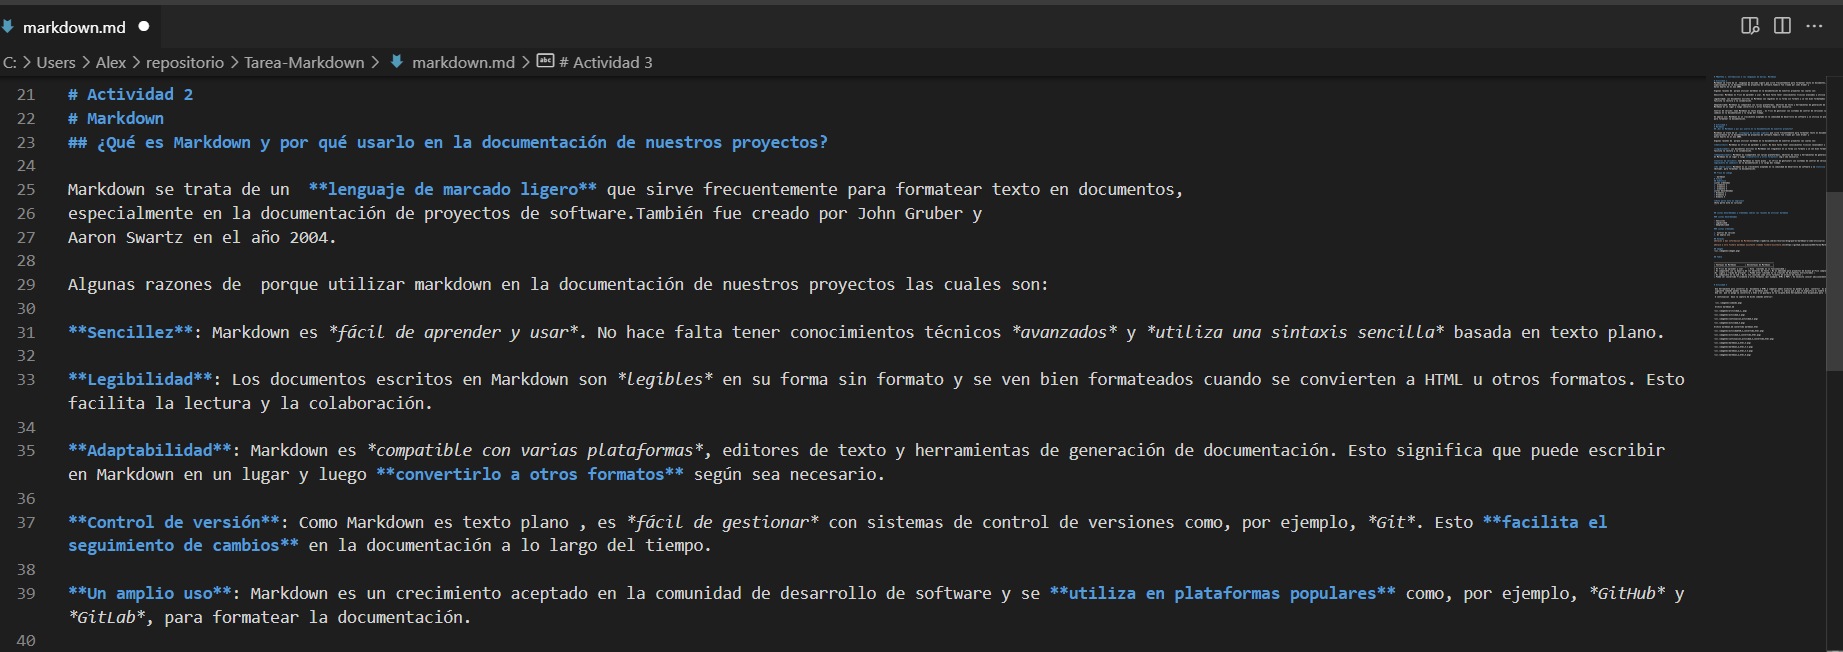 markdown.md
C: > Users > Alex > repositorio > Tarea-Markdown > markdown.md > abc # Actividad 3
21 # Actividad 2
22 # Markdown
23 ## ¿Qué es Markdown y por qué usarlo en la documentación de nuestros proyectos?
24
25 Markdown se trata de un  **lenguaje de marcado ligero** que sirve frecuentemente para formatear texto en documentos,
26 especialmente en la documentación de proyectos de software.También fue creado por John Gruber y
27 Aaron Swartz en el año 2004.
28
29 Algunas razones de  porque utilizar markdown en la documentación de nuestros proyectos las cuales son:
30
31 **Sencillez**: Markdown es *fácil de aprender y usar*. No hace falta tener conocimientos técnicos *avanzados* y *utiliza una sintaxis sencilla* basada en texto plano.
32
33 **Legibilidad**: Los documentos escritos en Markdown son *legibles* en su forma sin formato y se ven bien formateados cuando se convierten a HTML u otros formatos. Esto
facilita la lectura y la colaboración.
34
35 **Adaptabilidad**: Markdown es *compatible con varias plataformas*, editores de texto y herramientas de generación de documentación. Esto significa que puede escribir
en Markdown en un lugar y luego **convertirlo a otros formatos** según sea necesario.
36
37 **Control de versión**: Como Markdown es texto plano , es *fácil de gestionar* con sistemas de control de versiones como, por ejemplo, *Git*. Esto **facilita el
seguimiento de cambios** en la documentación a lo largo del tiempo.
38
39 **Un amplio uso**: Markdown es un crecimiento aceptado en la comunidad de desarrollo de software y se **utiliza en plataformas populares** como, por ejemplo, *GitHub* y
*GitLab*, para formatear la documentación.
40